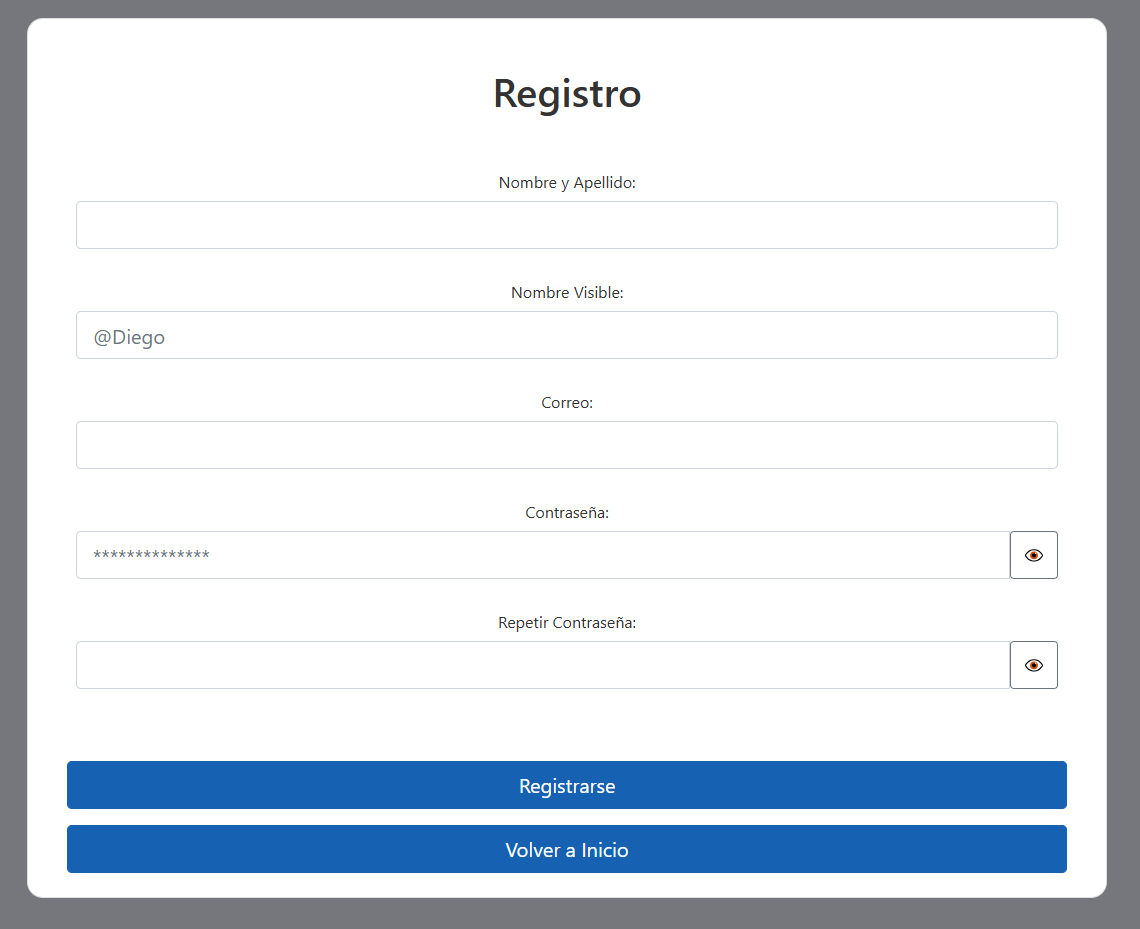 Registro
Nombre y Apellido:
Nombre Visible:
@Diego
Correo:
Contraseña:
**************
Repetir Contraseña:
Registrarse
Volver a Inicio